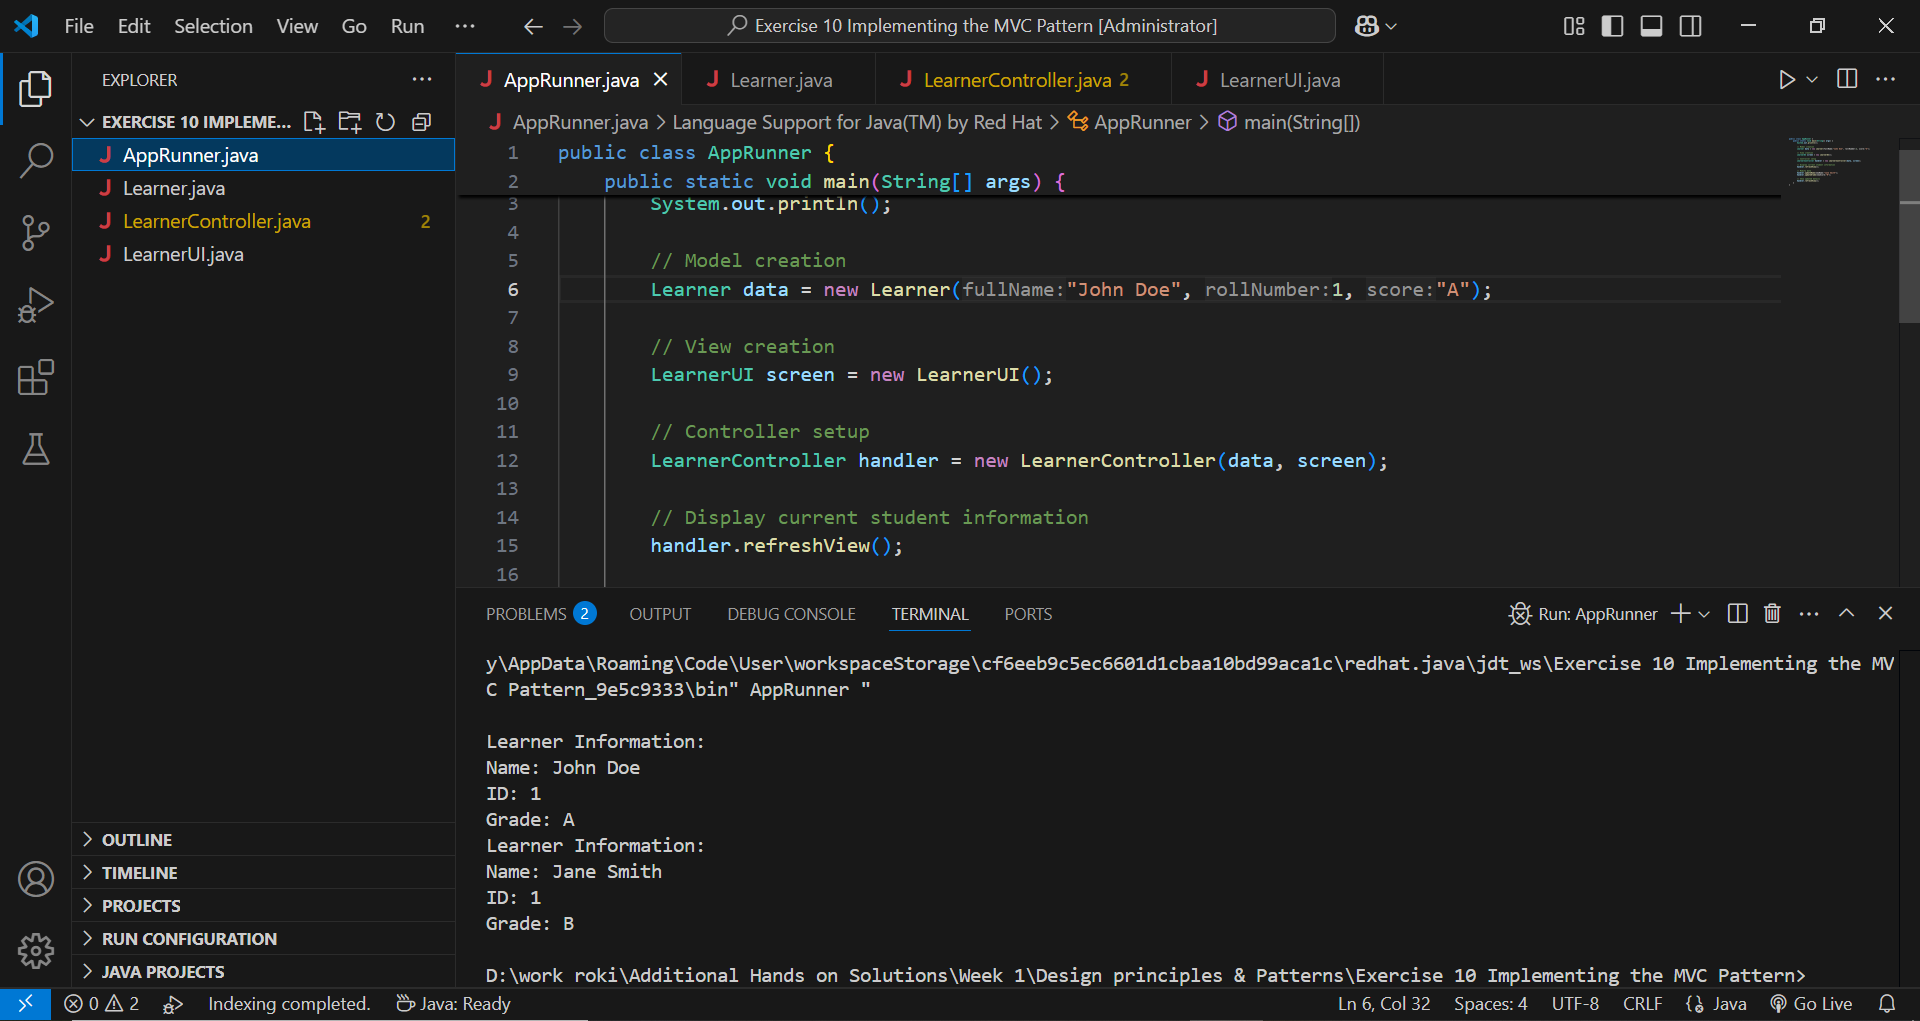 File Edit Selection View Go Run ···
Exercise 10 Implementing the MVC Pattern [Administrator]
EXPLORER
EXERCISE 10 IMPLEME...
AppRunner.java
Learner.java
LearnerController.java 2
LearnerUI.java
OUTLINE
TIMELINE
PROJECTS
RUN CONFIGURATION
JAVA PROJECTS
AppRunner.java Learner.java LearnerController.java 2 LearnerUI.java
AppRunner.java > Language Support for Java(TM) by Red Hat > AppRunner > main(String[])
1 public class AppRunner {
2 public static void main(String[] args) {
3 System.out.println();
4
5 // Model creation
6 Learner data = new Learner(fullName:"John Doe", rollNumber:1, score:"A");
7
8 // View creation
9 LearnerUI screen = new LearnerUI();
10
11 // Controller setup
12 LearnerController handler = new LearnerController(data, screen);
13
14 // Display current student information
15 handler.refreshView();
16
PROBLEMS 2 OUTPUT DEBUG CONSOLE TERMINAL PORTS
Run: AppRunner
y\AppData\Roaming\Code\User\workspaceStorage\cf6eeb9c5ec6601d1cbaa10bd99aca1c\redhat.java\jdt_ws\Exercise 10 Implementing the MV
C Pattern_9e5c9333\bin" AppRunner "
Learner Information:
Name: John Doe
ID: 1
Grade: A
Learner Information:
Name: Jane Smith
ID: 1
Grade: B
D:\work roki\Additional Hands on Solutions\Week 1\Design principles & Patterns\Exercise 10 Implementing the MVC Pattern>
0 2 Indexing completed. Java: Ready
Ln 6, Col 32 Spaces: 4 UTF-8 CRLF Java Go Live